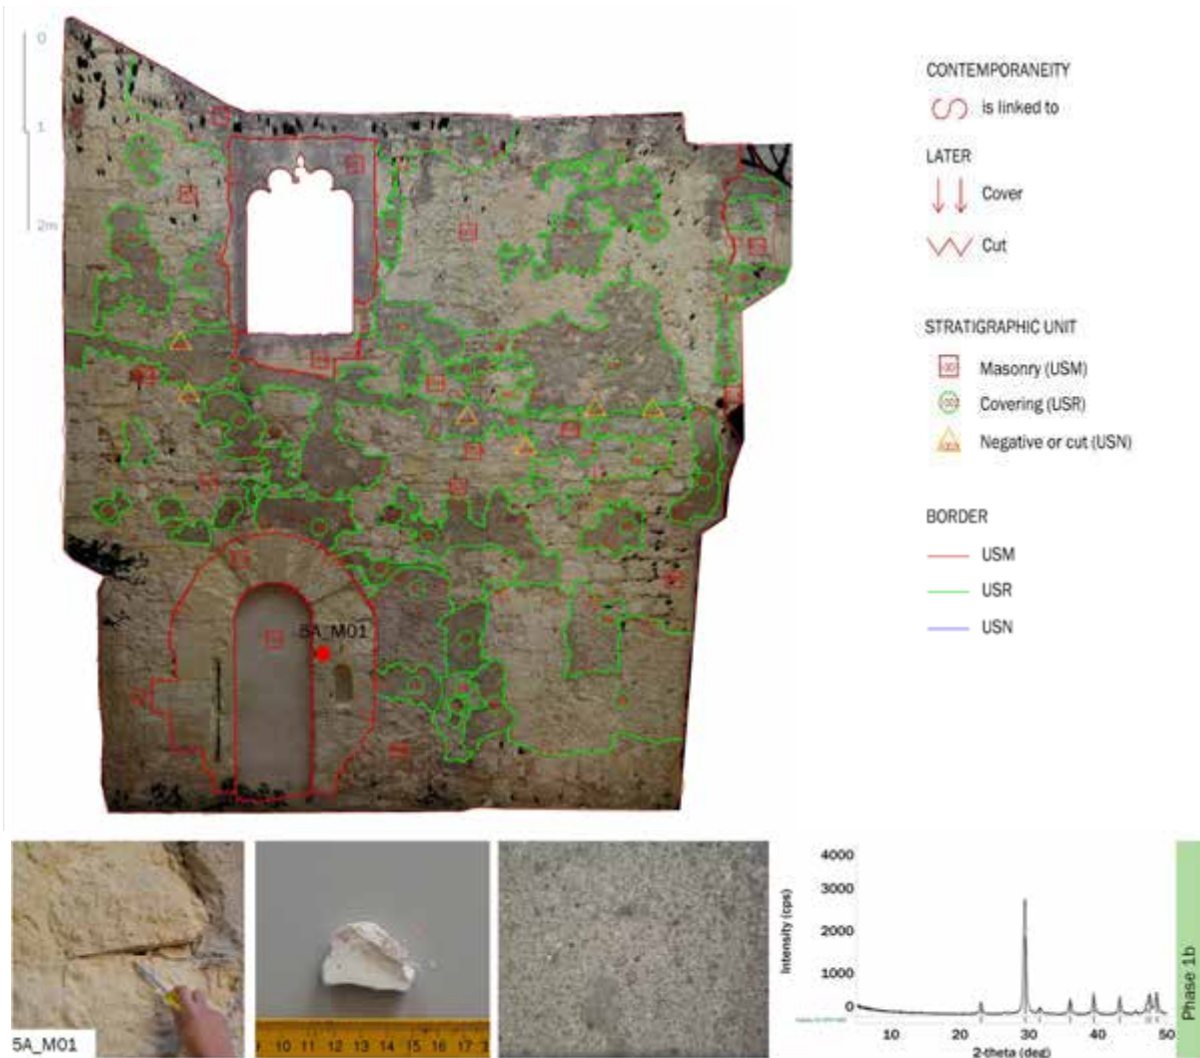 0
1
2m
CONTEMPORANEITY
is linked to
LATER
Cover
Cut
STRATIGRAPHIC UNIT
Masonry (USM)
Covering (USR)
Negative or cut (USN)
BORDER
USM
USR
USN
5A_M01
5A_M01
10 11 12 13 14 15 16 17
Intensity (cps)
4000
3000
2000
1000
0
10 20 30 40 50
2-theta (deg)
Phase 1b